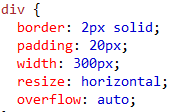 div {
  border: 2px solid;
  padding: 20px;
  width: 300px;
  resize: horizontal;
  overflow: auto;